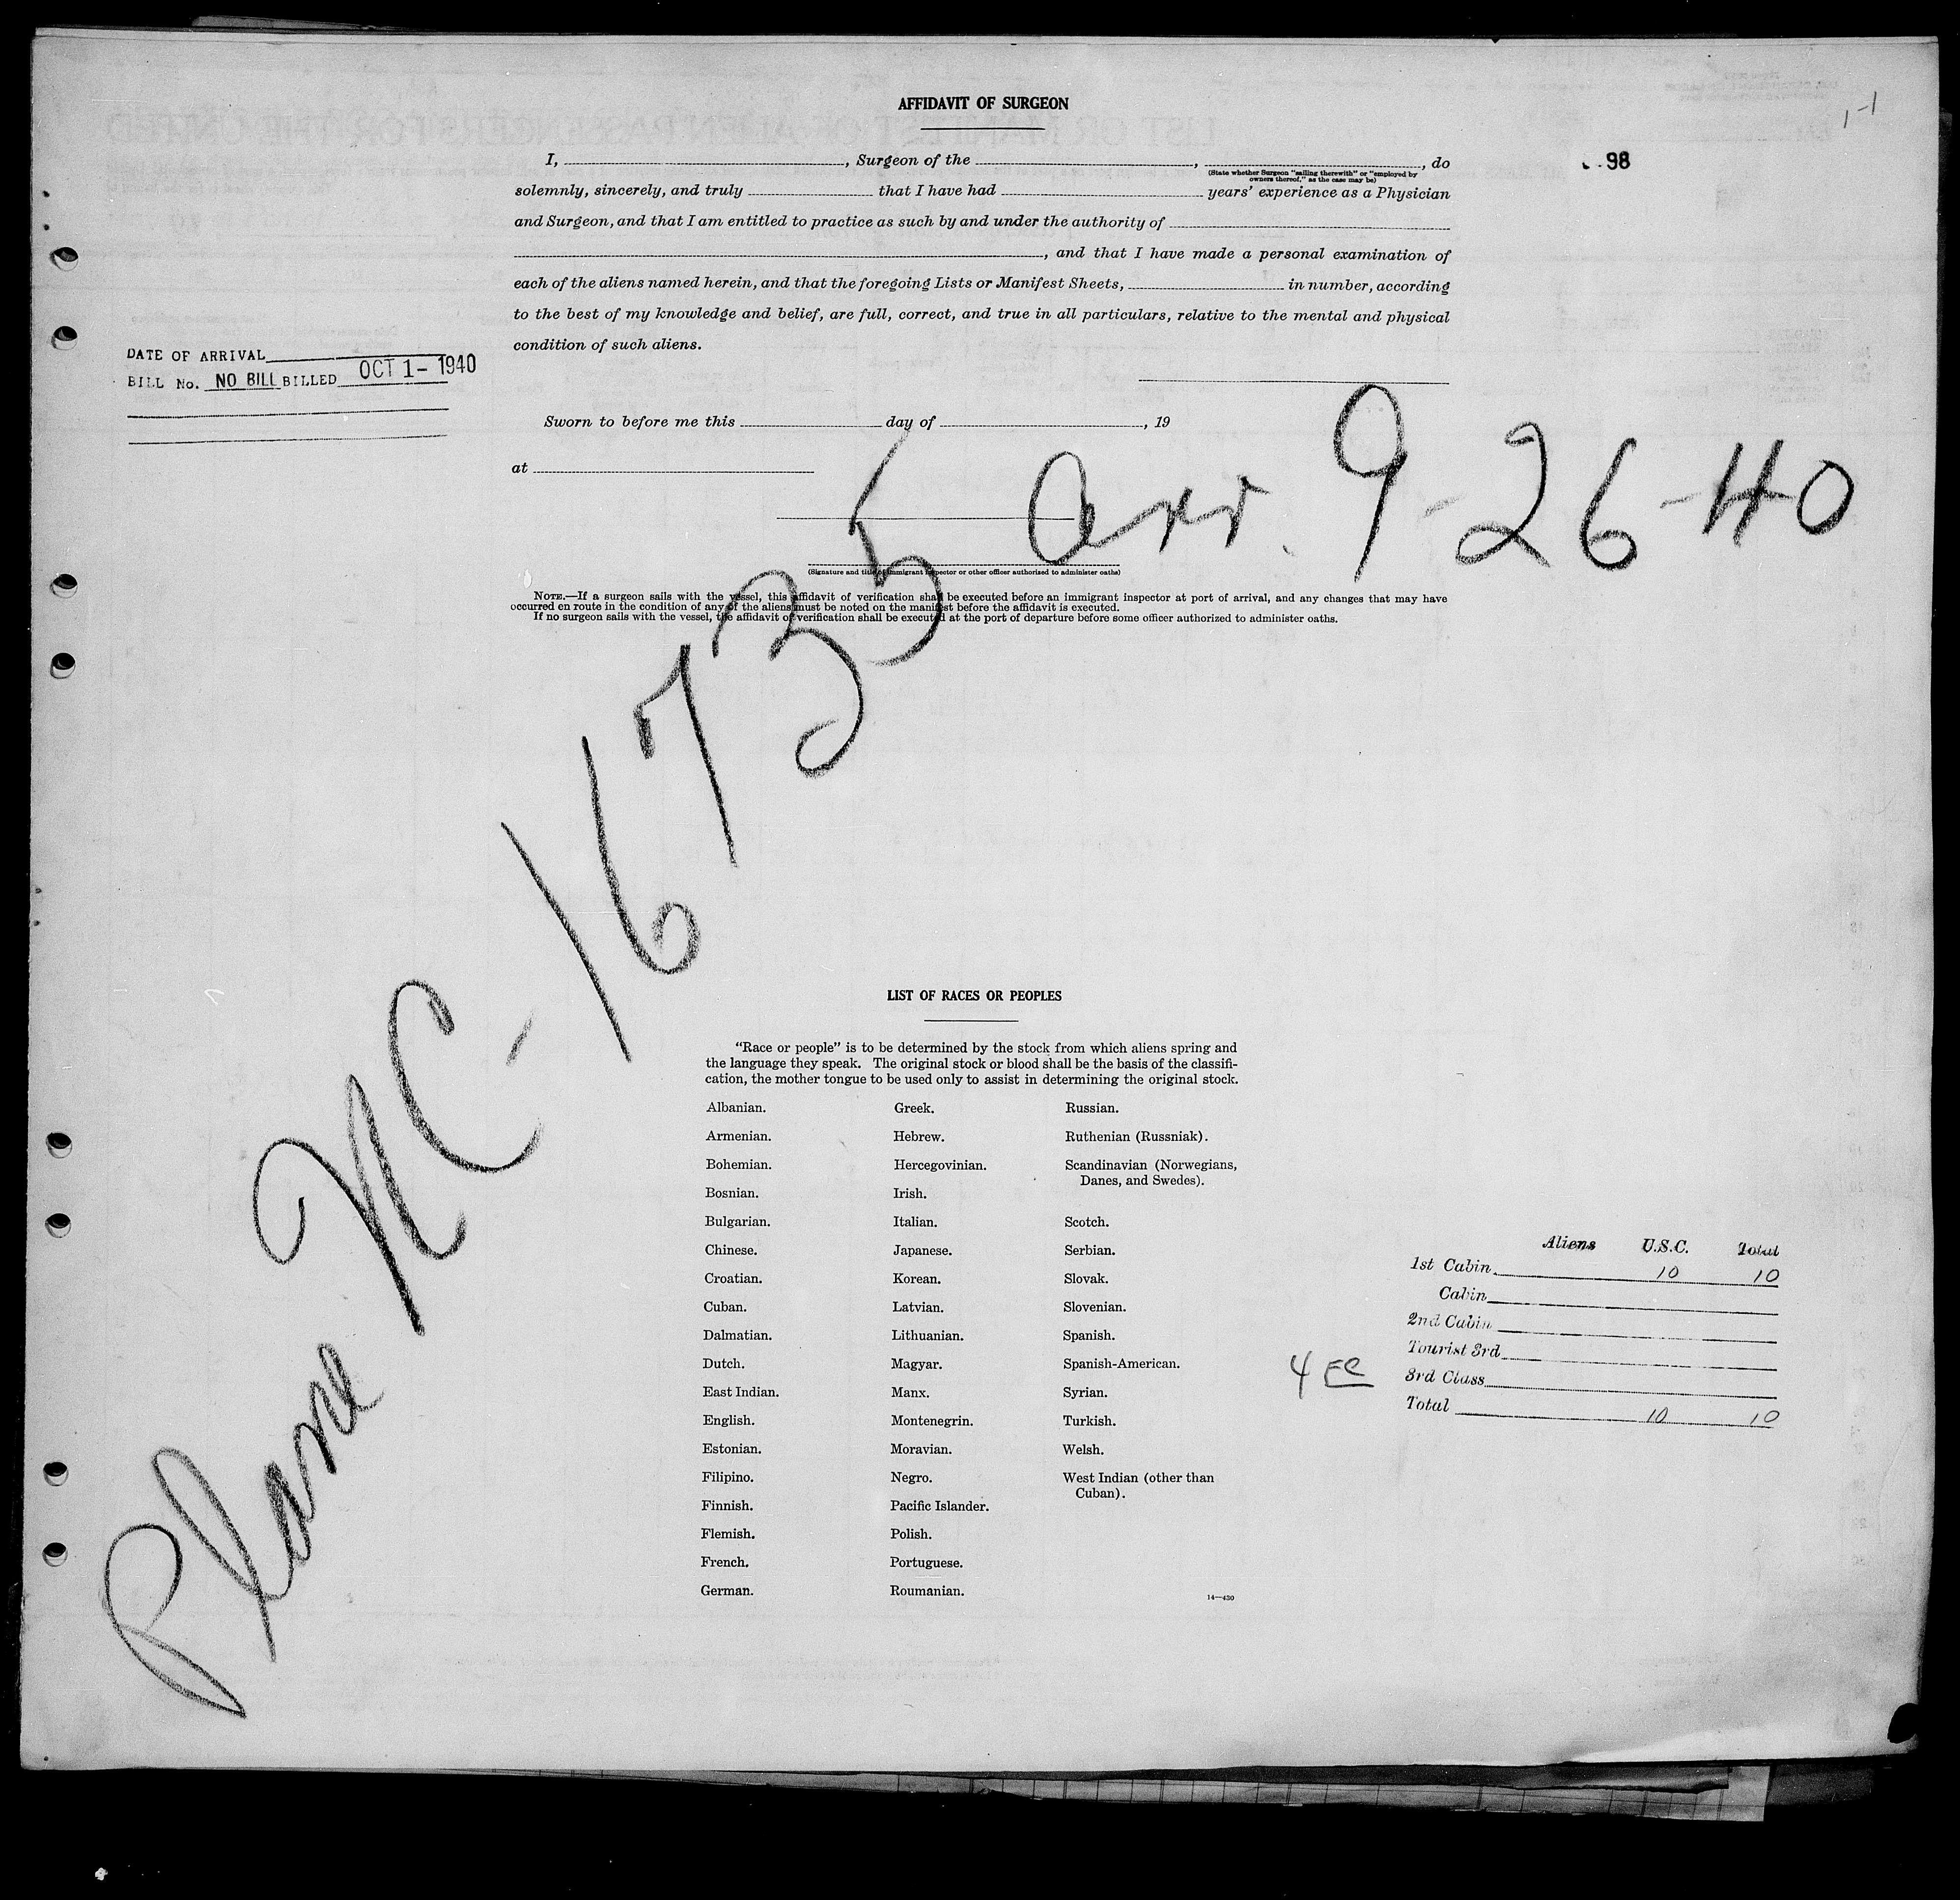 AFFIDAVIT OF SURGEON
1-1
98
I, , Surgeon of the , , do
(State whether Surgeon "sailing therewith" or "employed by
owners thereof," as the case may be)
solemnly, sincerely, and truly that I have had years' experience as a Physician
and Surgeon, and that I am entitled to practice as such by and under the authority of
, and that I have made a personal examination of
each of the aliens named herein, and that the foregoing Lists or Manifest Sheets, in number, according
to the best of my knowledge and belief, are full, correct, and true in all particulars, relative to the mental and physical
condition of such aliens.
DATE OF ARRIVAL
BILL No. NO BILL BILLED OCT 1- 1940
Sworn to before me this day of , 19
at
Arr. 9-26-40
(Signature and title of immigrant inspector or other officer authorized to administer oaths)
NOTE.—If a surgeon sails with the vessel, this affidavit of verification shall be executed before an immigrant inspector at port of arrival, and any changes that may have
occurred en route in the condition of any of the aliens must be noted on the manifest before the affidavit is executed.
If no surgeon sails with the vessel, the affidavit of verification shall be executed at the port of departure before some officer authorized to administer oaths.
Plane NC-16735
LIST OF RACES OR PEOPLES
"Race or people" is to be determined by the stock from which aliens spring and
the language they speak. The original stock or blood shall be the basis of the classifi-
cation, the mother tongue to be used only to assist in determining the original stock.
Albanian.
Armenian.
Bohemian.
Bosnian.
Bulgarian.
Chinese.
Croatian.
Cuban.
Dalmatian.
Dutch.
East Indian.
English.
Estonian.
Filipino.
Finnish.
Flemish.
French.
German.
Greek.
Hebrew.
Hercegovinian.
Irish.
Italian.
Japanese.
Korean.
Latvian.
Lithuanian.
Magyar.
Manx.
Montenegrin.
Moravian.
Negro.
Pacific Islander.
Polish.
Portuguese.
Roumanian.
Russian.
Ruthenian (Russniak).
Scandinavian (Norwegians,
Danes, and Swedes).
Scotch.
Serbian.
Slovak.
Slovenian.
Spanish.
Spanish-American.
Syrian.
Turkish.
Welsh.
West Indian (other than
Cuban).
14—430
Aliens U.S.C. Total
1st Cabin 10 10
Cabin
2nd Cabin
Tourist 3rd
3rd Class
Total 10 10
4 EC